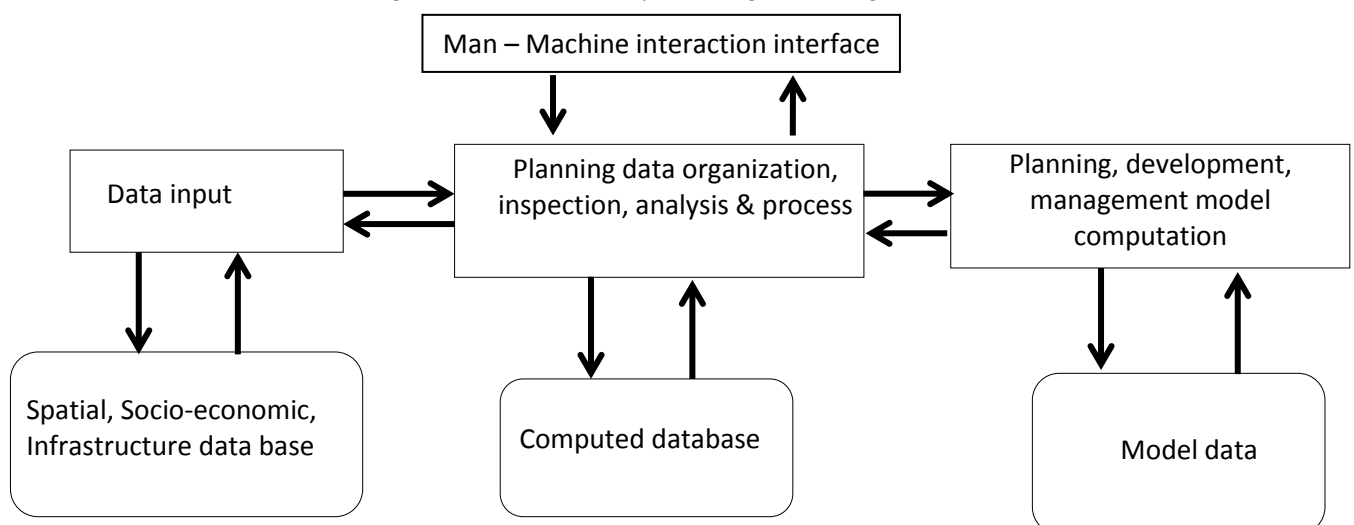 Man – Machine interaction interface
Data input
Planning data organization,
inspection, analysis & process
Planning, development,
management model
computation
Spatial, Socio-economic,
Infrastructure data base
Computed database
Model data